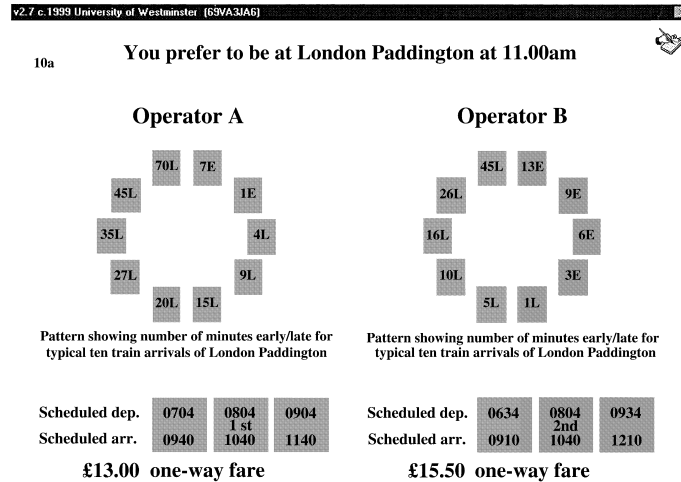 v2.7 c.1999 University of Westminster (69VA3JA6)
10a
You prefer to be at London Paddington at 11.00am
Operator A
70L 7E
45L 1E
35L 4L
27L 9L
20L 15L
Pattern showing number of minutes early/late for
typical ten train arrivals of London Paddington
Scheduled dep. 0704 0804 0904
1 st
Scheduled arr. 0940 1040 1140
£13.00 one-way fare
Operator B
45L 13E
26L 9E
16L 6E
10L 3E
5L 1L
Pattern showing number of minutes early/late for
typical ten train arrivals of London Paddington
Scheduled dep. 0634 0804 0934
2nd
Scheduled arr. 0910 1040 1210
£15.50 one-way fare